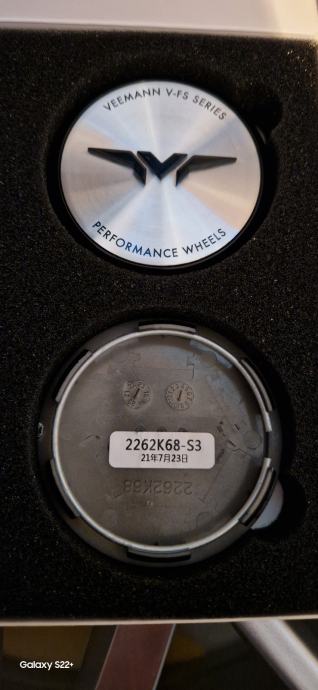 VEEMANN V-FS SERIES
PERFORMANCE WHEELS
2262K68-S3
21年7月23日
2262K68
Galaxy S22+